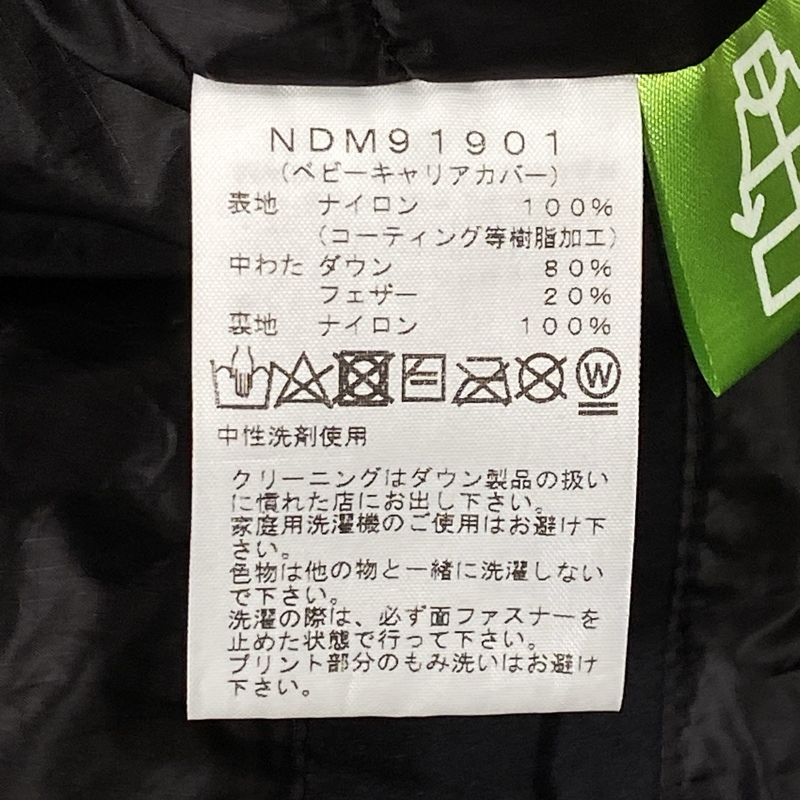 NDM91901
(ベビーキャリアカバー)
表地 ナイロン 100%
(コーティング等樹脂加工)
中わた ダウン 80%
フェザー 20%
裏地 ナイロン 100%
W
中性洗剤使用
クリーニングはダウン製品の扱い
に慣れた店にお出し下さい。
家庭用洗濯機のご使用はお避け下
さい。
色物は他の物と一緒に洗濯しない
で下さい。
洗濯の際は、必ず面ファスナーを
止めた状態で行って下さい。
プリント部分のもみ洗いはお避け
下さい。